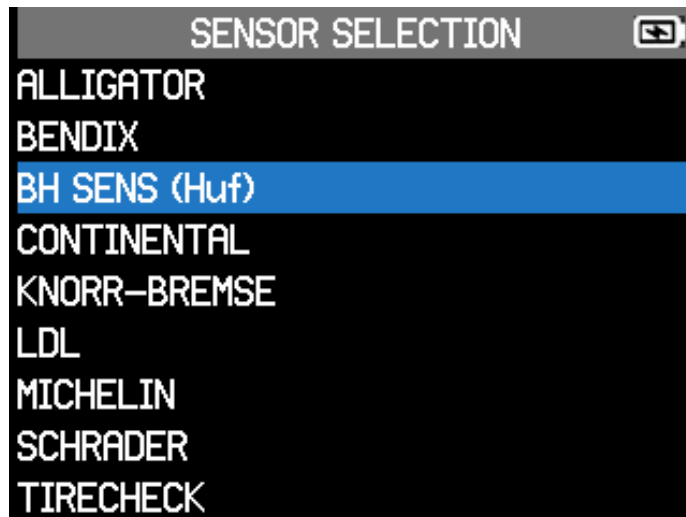 SENSOR SELECTION
ALLIGATOR
BENDIX
BH SENS (Huf)
CONTINENTAL
KNORR-BREMSE
LDL
MICHELIN
SCHRADER
TIRECHECK